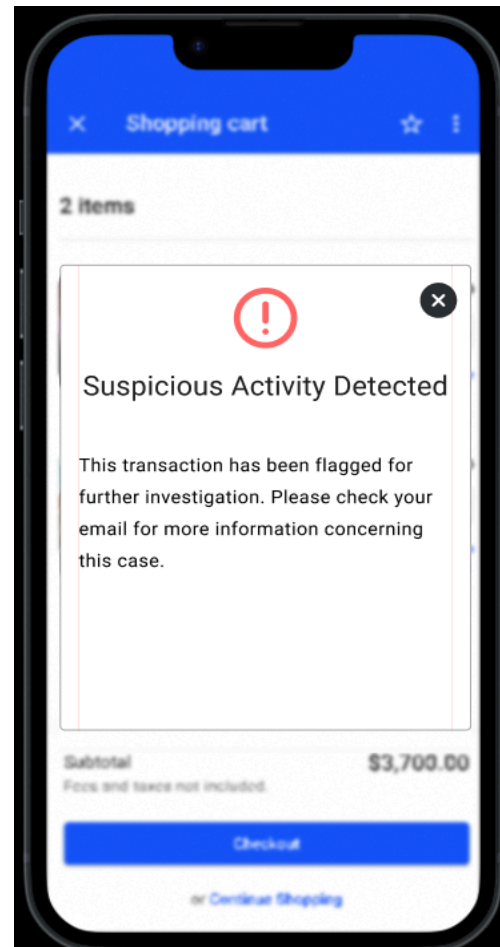 Shopping cart
2 items
Suspicious Activity Detected
This transaction has been flagged for
further investigation. Please check your
email for more information concerning
this case.
Subtotal
$3,700.00
Fees and taxes not included.
Checkout
or Continue Shopping